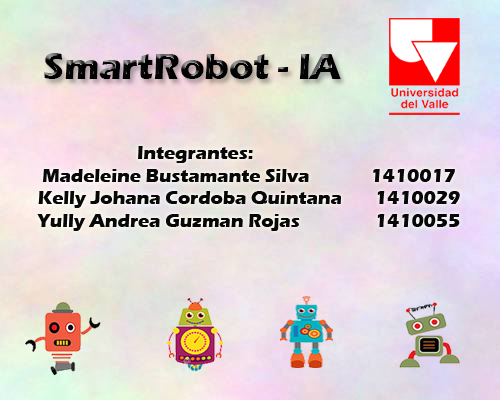 SmartRobot - IA
Universidad
del Valle
Integrantes:
Madeleine Bustamante Silva 1410017
Kelly Johana Cordoba Quintana 1410029
Yully Andrea Guzman Rojas 1410055